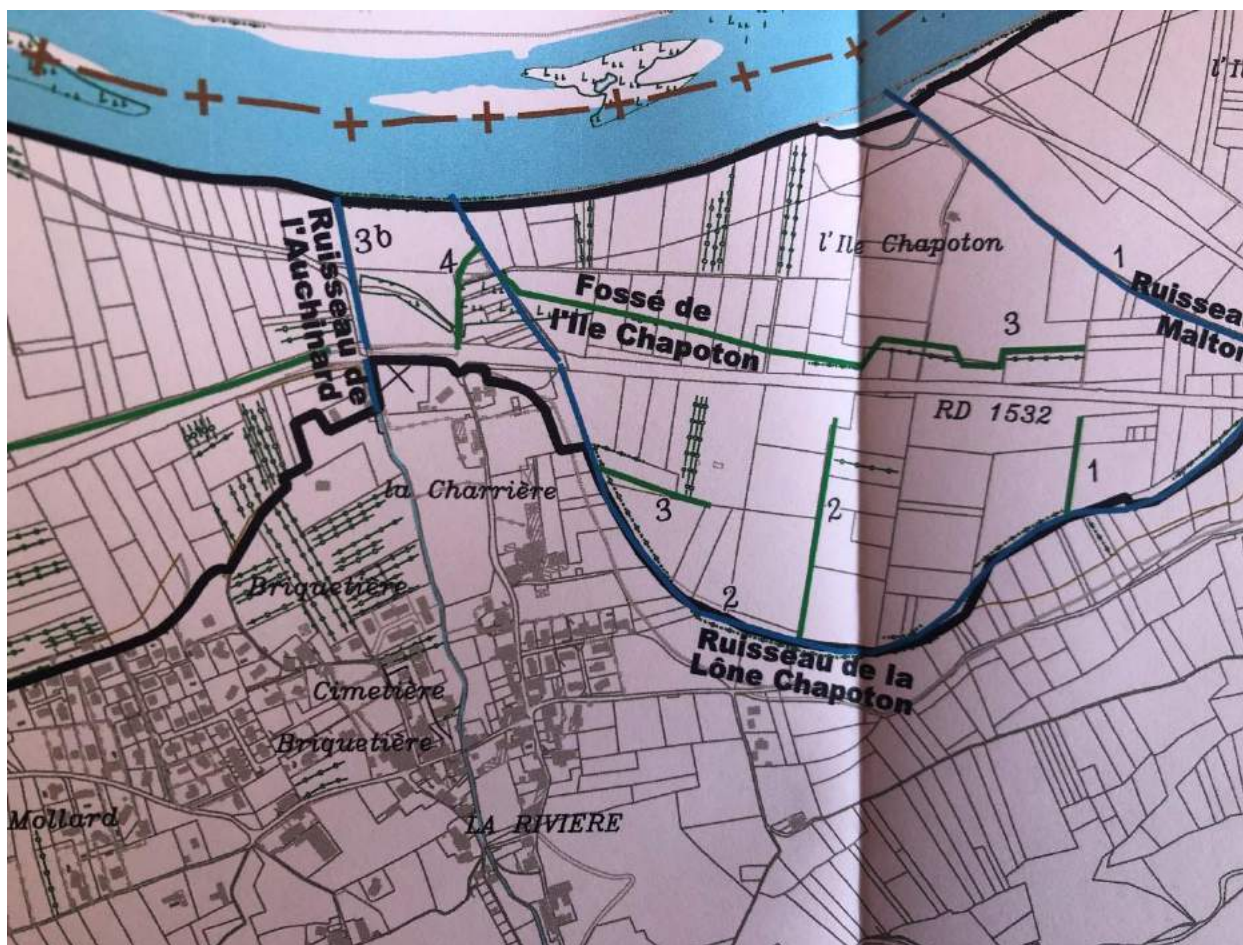 l'Il
Ruisseau de
l'Auchinard
3b
4
l'Ile Chapoton
Fossé de
l'Ile Chapoton
3
1
Ruisseau
Malton
RD 1532
la Charrière
3
2
1
Briquetière
2
Ruisseau de la
Lône Chapoton
Cimetière
Briquetière
Mollard
LA RIVIERE